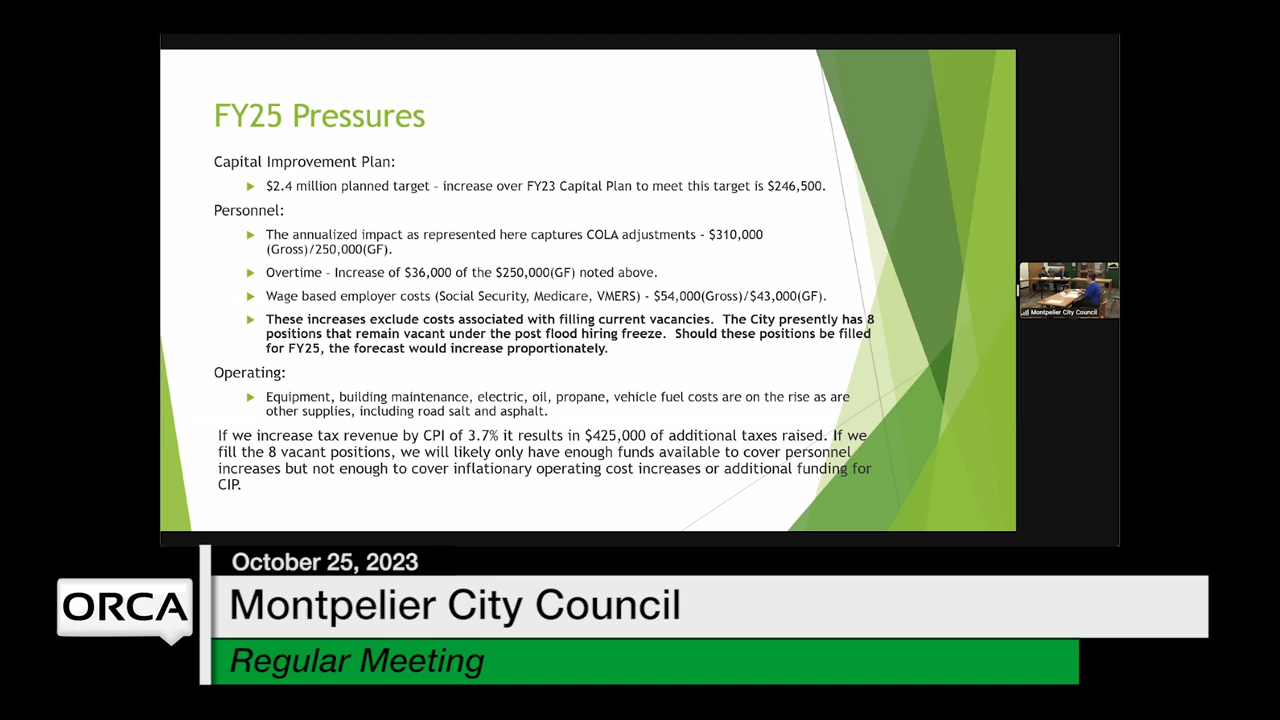 FY25 Pressures
Capital Improvement Plan:
$2.4 million planned target - increase over FY23 Capital Plan to meet this target is $246,500.
Personnel:
The annualized impact as represented here captures COLA adjustments - $310,000
(Gross)/250,000(GF).
Overtime – Increase of $36,000 of the $250,000(GF) noted above.
Wage based employer costs (Social Security, Medicare, VMERS) - $54,000(Gross)/$43,000(GF).
These increases exclude costs associated with filling current vacancies. The City presently has 8
positions that remain vacant under the post flood hiring freeze. Should these positions be filled
for FY25, the forecast would increase proportionately.
Operating:
Equipment, building maintenance, electric, oil, propane, vehicle fuel costs are on the rise as are
other supplies, including road salt and asphalt.
If we increase tax revenue by CPI of 3.7% it results in $425,000 of additional taxes raised. If we
fill the 8 vacant positions, we will likely only have enough funds available to cover personnel
increases but not enough to cover inflationary operating cost increases or additional funding for
CIP.
Montpelier City Council
October 25, 2023
ORCA
Montpelier City Council
Regular Meeting